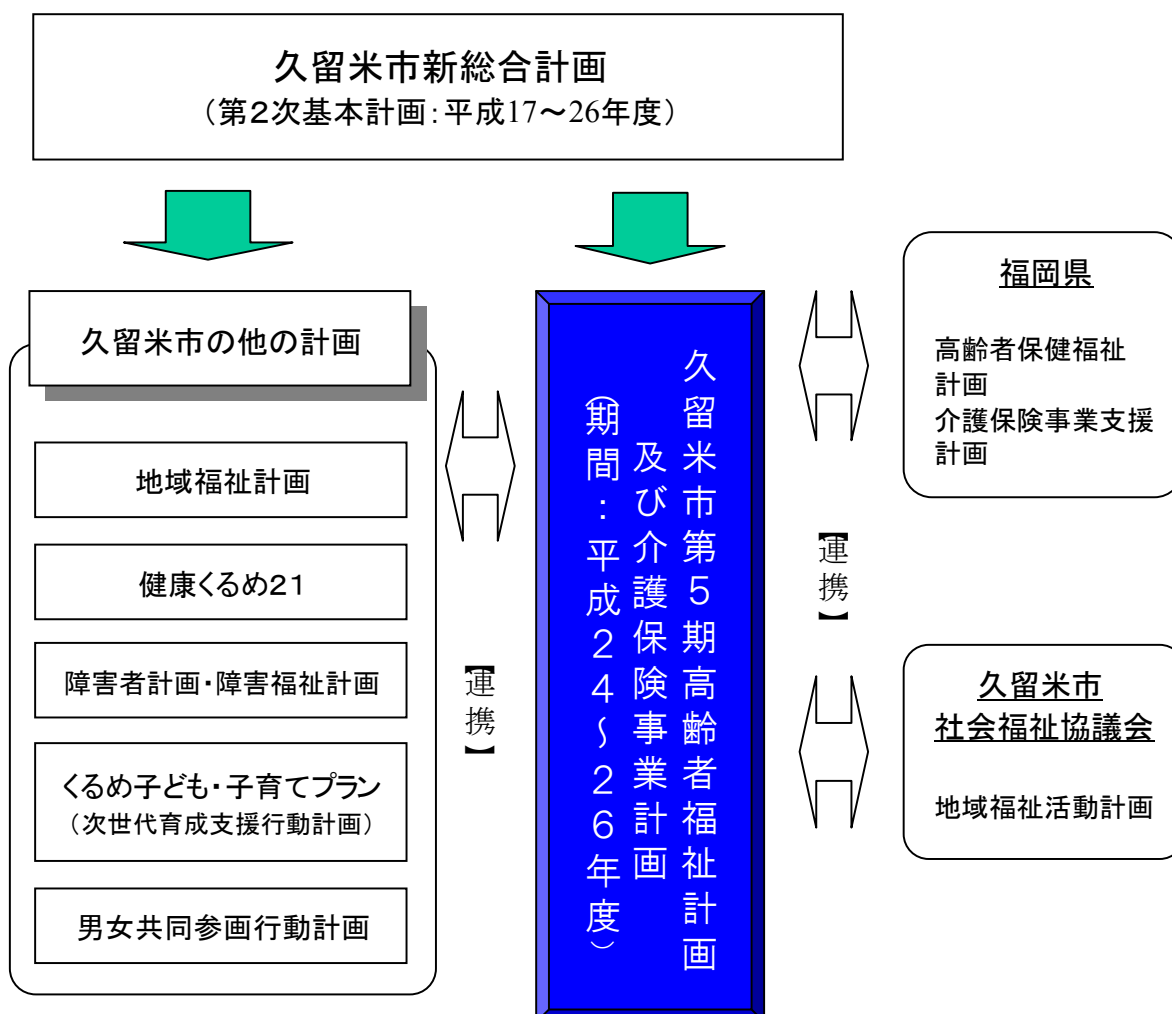 久留米市新総合計画
（第２次基本計画：平成17～26年度）
久留米市の他の計画
地域福祉計画
健康くるめ２１
障害者計画・障害福祉計画
くるめ子ども・子育てプラン
（次世代育成支援行動計画）
男女共同参画行動計画
【連携】
久留米市第５期高齢者福祉計画
及び介護保険事業計画
（期間：平成２４～２６年度）
【連携】
福岡県
高齢者保健福祉
計画
介護保険事業支援
計画
久留米市
社会福祉協議会
地域福祉活動計画